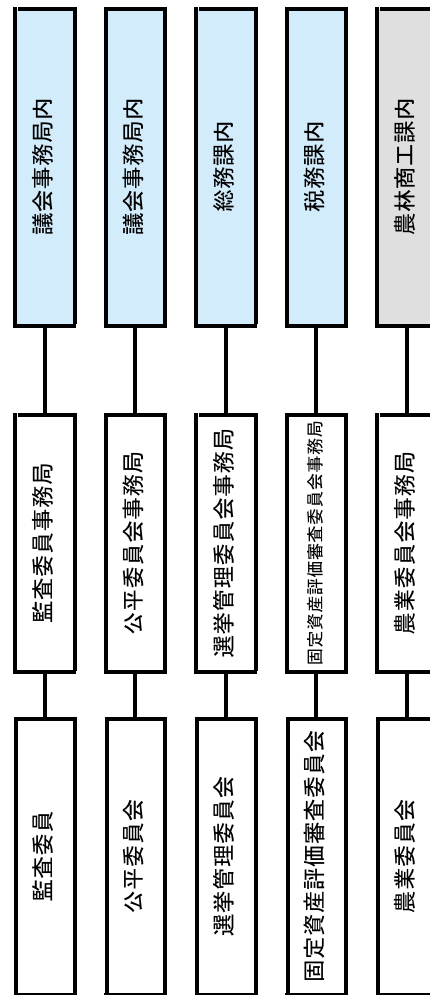 監査委員
監査委員事務局
議会事務局内
公平委員会
公平委員会事務局
議会事務局内
選挙管理委員会
選挙管理委員会事務局
総務課内
固定資産評価審査委員会
固定資産評価審査委員会事務局
税務課内
農業委員会
農業委員会事務局
農林商工課内